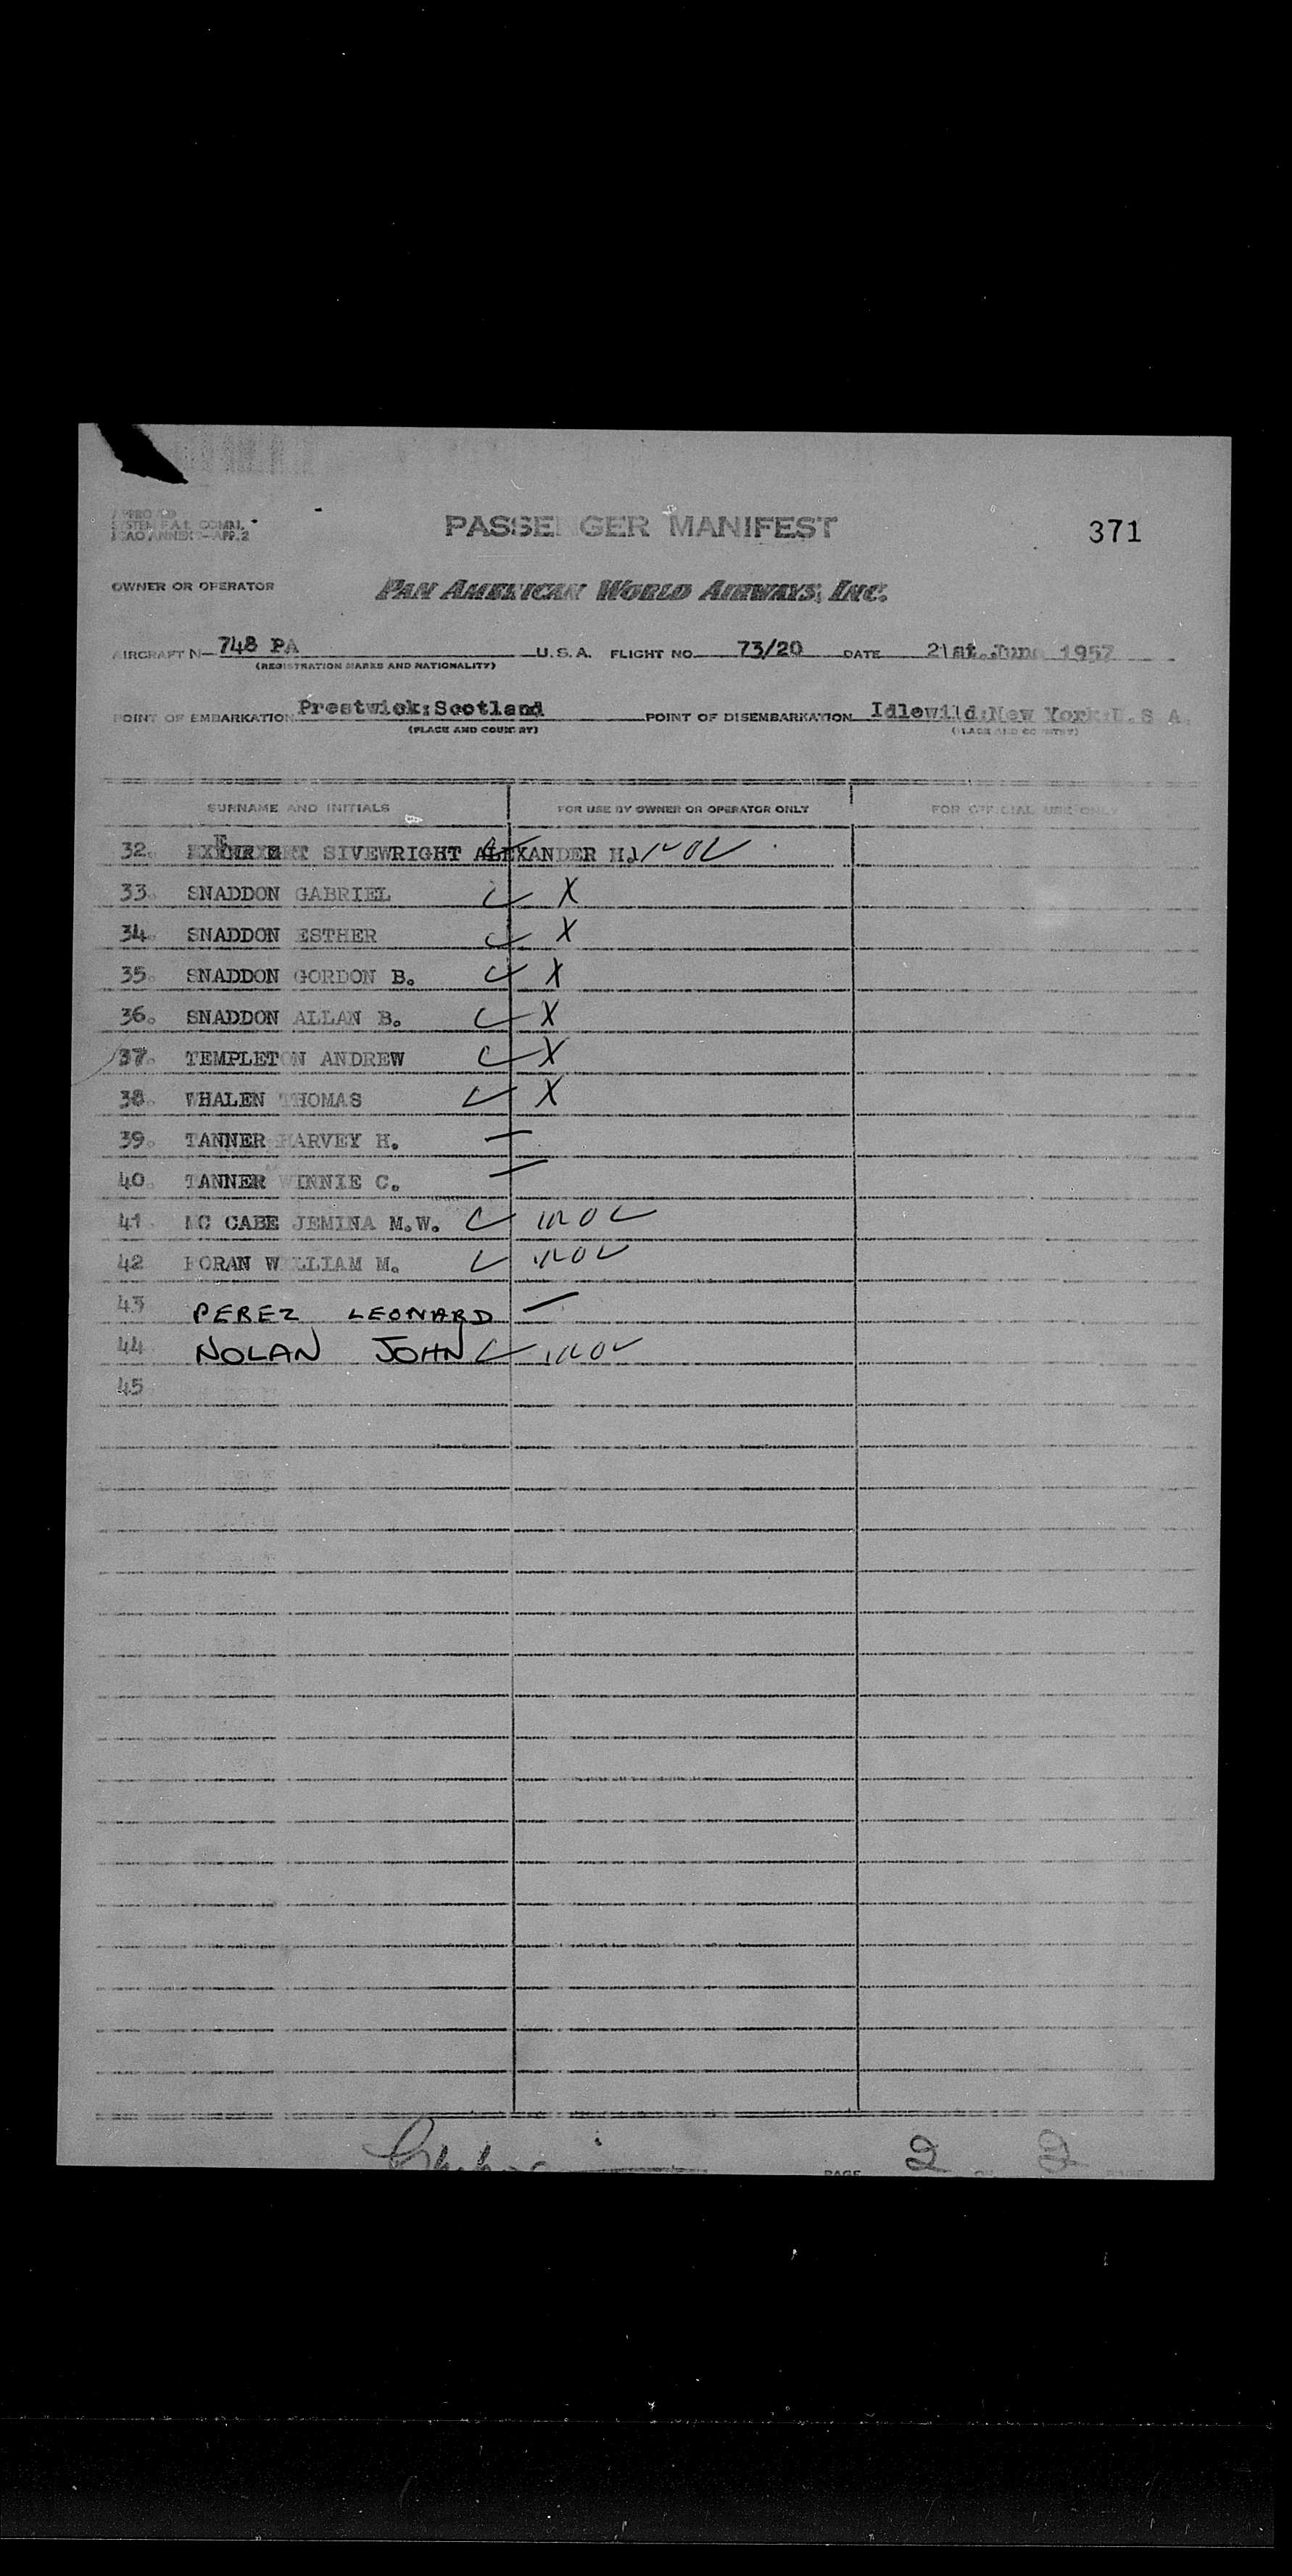 PASSENGER MANIFEST 371
OWNER OR OPERATOR PAN AMERICAN WORLD AIRWAYS, INC.
AIRCRAFT N- 748 PA U.S.A. FLIGHT NO. 73/20 DATE 21st.June 1957
(REGISTRATION MARKS AND NATIONALITY)
POINT OF EMBARKATION Prestwick:Scotland POINT OF DISEMBARKATION Idlewild:New York:U.S A.
(PLACE AND COUNTRY) (PLACE AND COUNTRY)
SURNAME AND INITIALS FOR USE BY OWNER OR OPERATOR ONLY FOR OFFICIAL USE ONLY
32. SIVEWRIGHT ALEXANDER H.
33. SNADDON GABRIEL X
34. SNADDON ESTHER X
35. SNADDON GORDON B. X
36. SNADDON ALLAN B. X
37. TEMPLETON ANDREW X
38. WHALEN THOMAS X
39. TANNER HARVEY H.
40. TANNER WINNIE C.
41. MC CABE JEMINA M.W.
42 WILLIAM M.
43 PEREZ LEONARD
44 NOLAN JOHN
45
PAGE 2 2